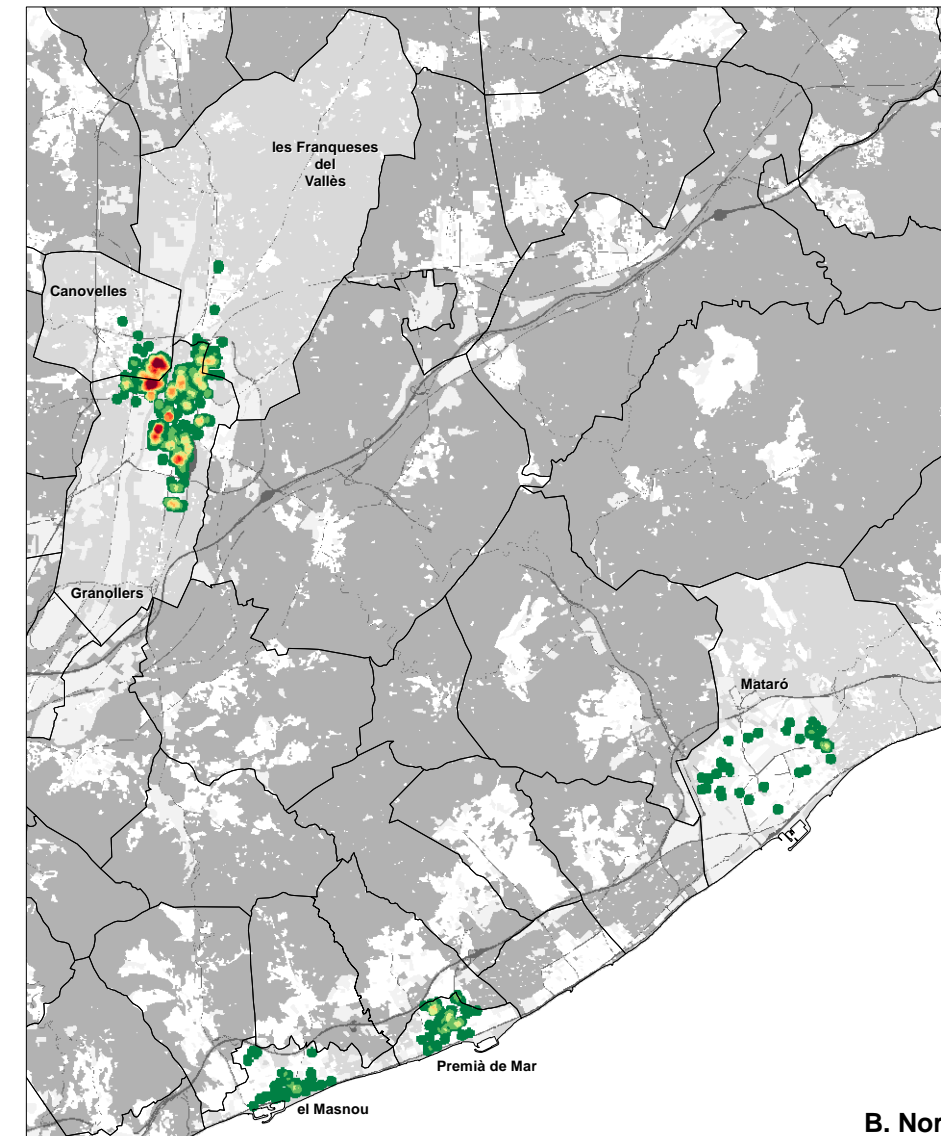 les Franqueses
del
Vallès
Canovelles
Granollers
Mataró
Premià de Mar
el Masnou
B. Nor